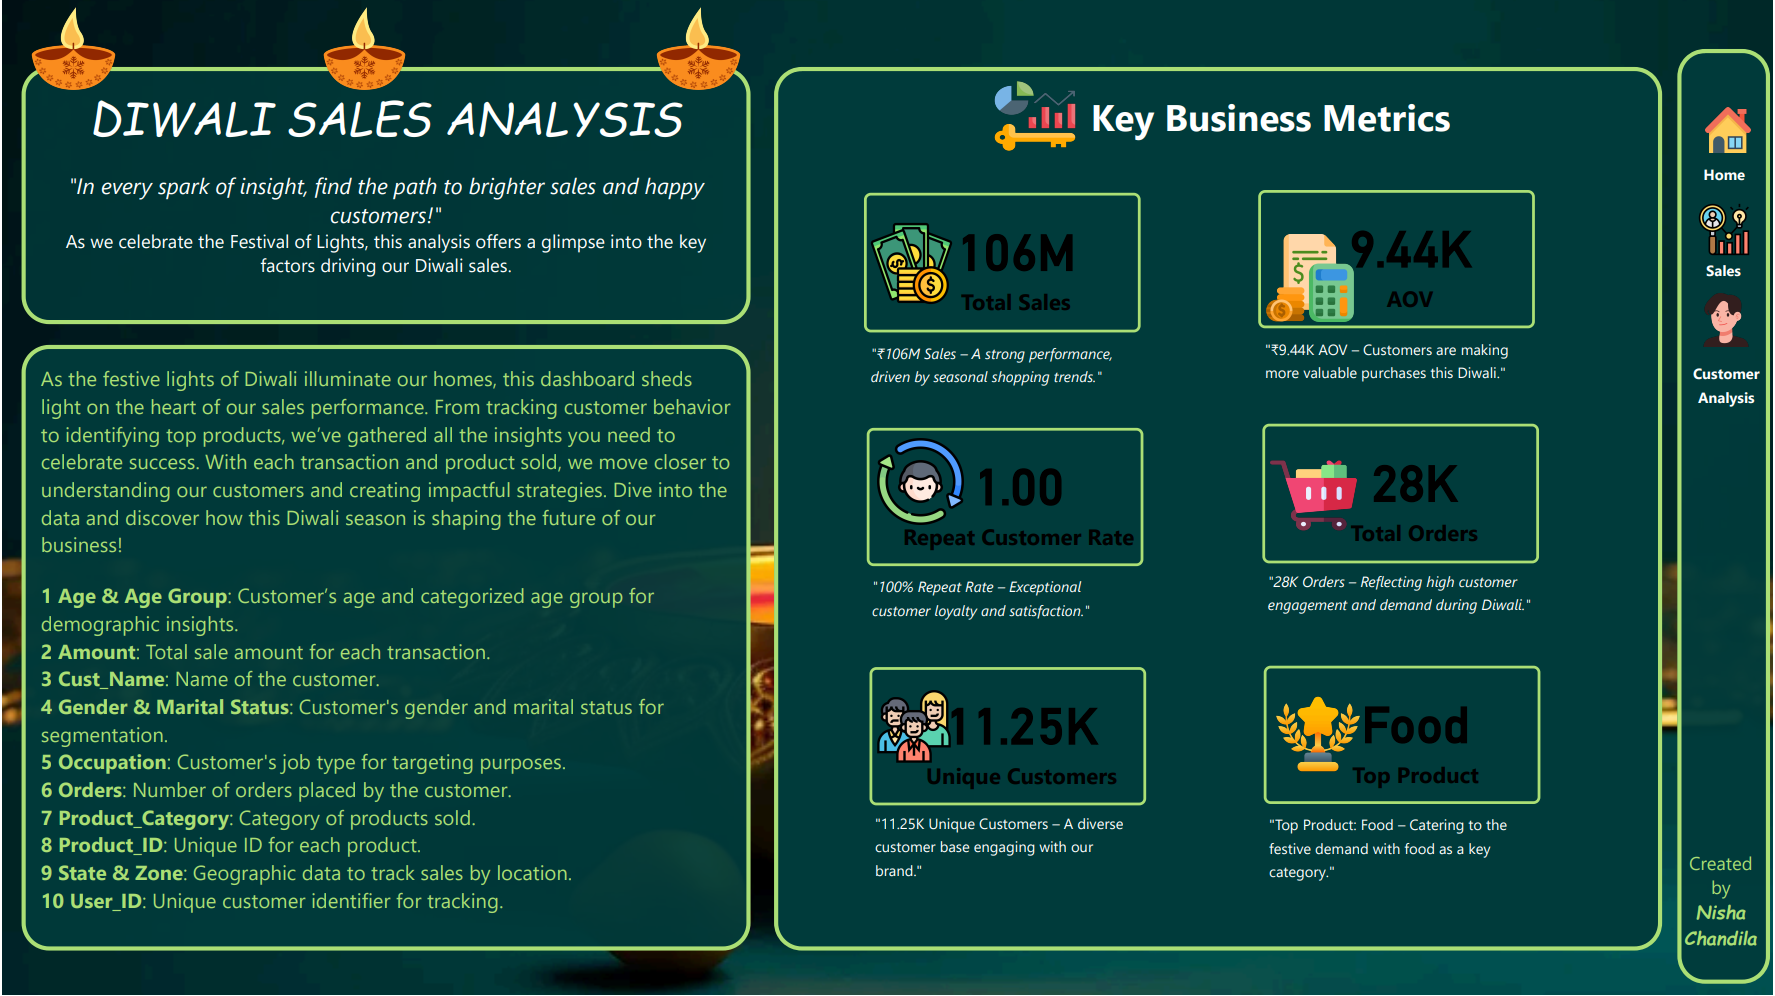 DIWALI SALES ANALYSIS
"In every spark of insight, find the path to brighter sales and happy
customers!"
As we celebrate the Festival of Lights, this analysis offers a glimpse into the key
factors driving our Diwali sales.
As the festive lights of Diwali illuminate our homes, this dashboard sheds
light on the heart of our sales performance. From tracking customer behavior
to identifying top products, we’ve gathered all the insights you need to
celebrate success. With each transaction and product sold, we move closer to
understanding our customers and creating impactful strategies. Dive into the
data and discover how this Diwali season is shaping the future of our
business!
1 Age & Age Group: Customer’s age and categorized age group for
demographic insights.
2 Amount: Total sale amount for each transaction.
3 Cust_Name: Name of the customer.
4 Gender & Marital Status: Customer's gender and marital status for
segmentation.
5 Occupation: Customer's job type for targeting purposes.
6 Orders: Number of orders placed by the customer.
7 Product_Category: Category of products sold.
8 Product_ID: Unique ID for each product.
9 State & Zone: Geographic data to track sales by location.
10 User_ID: Unique customer identifier for tracking.
Key Business Metrics
106M
Total Sales
"₹106M Sales – A strong performance,
driven by seasonal shopping trends."
9.44K
AOV
"₹9.44K AOV – Customers are making
more valuable purchases this Diwali."
1.00
Repeat Customer Rate
"100% Repeat Rate – Exceptional
customer loyalty and satisfaction."
28K
Total Orders
"28K Orders – Reflecting high customer
engagement and demand during Diwali."
11.25K
Unique Customers
"11.25K Unique Customers – A diverse
customer base engaging with our
brand."
Food
Top Product
"Top Product: Food – Catering to the
festive demand with food as a key
category."
Home
Sales
Customer
Analysis
Created
by
Nisha
Chandila